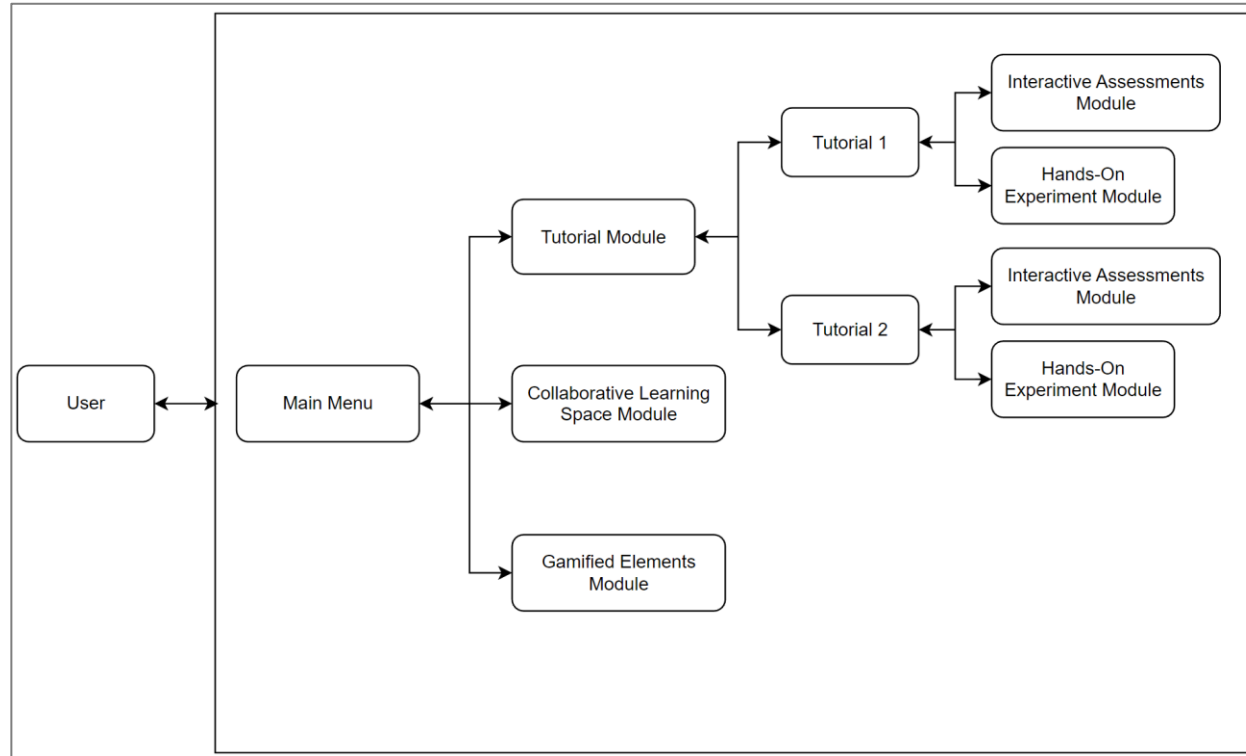 Interactive Assessments
Module
Tutorial 1
Hands-On
Experiment Module
Tutorial Module
Interactive Assessments
Module
Tutorial 2
Hands-On
Experiment Module
User
Main Menu
Collaborative Learning
Space Module
Gamified Elements
Module